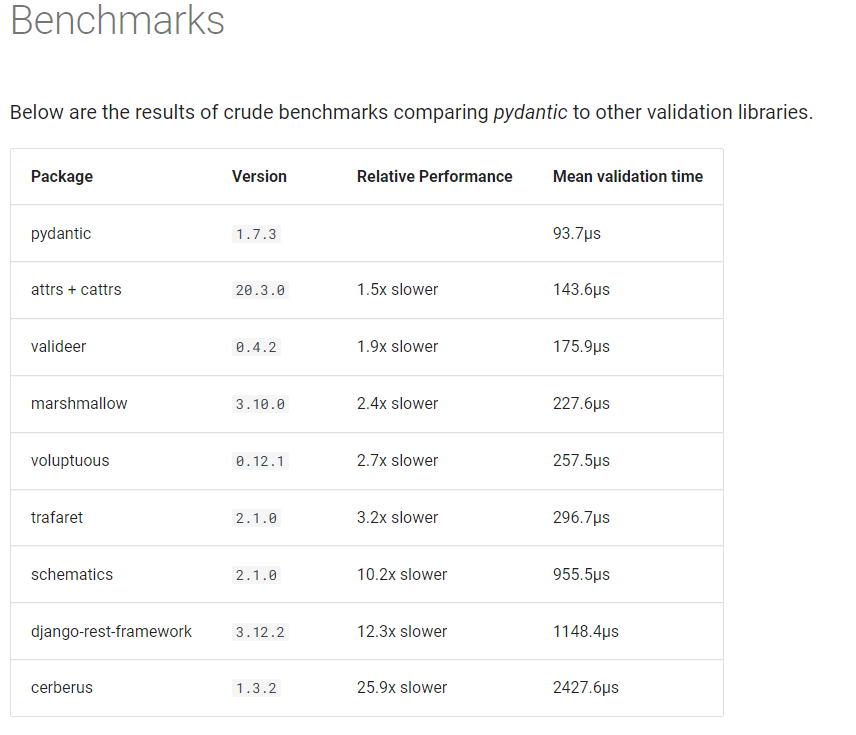 Benchmarks
Below are the results of crude benchmarks comparing pydantic to other validation libraries.
Package Version Relative Performance Mean validation time
pydantic 1.7.3 93.7µs
attrs + cattrs 20.3.0 1.5x slower 143.6µs
valideer 0.4.2 1.9x slower 175.9µs
marshmallow 3.10.0 2.4x slower 227.6µs
voluptuous 0.12.1 2.7x slower 257.5µs
trafaret 2.1.0 3.2x slower 296.7µs
schematics 2.1.0 10.2x slower 955.5µs
django-rest-framework 3.12.2 12.3x slower 1148.4µs
cerberus 1.3.2 25.9x slower 2427.6µs